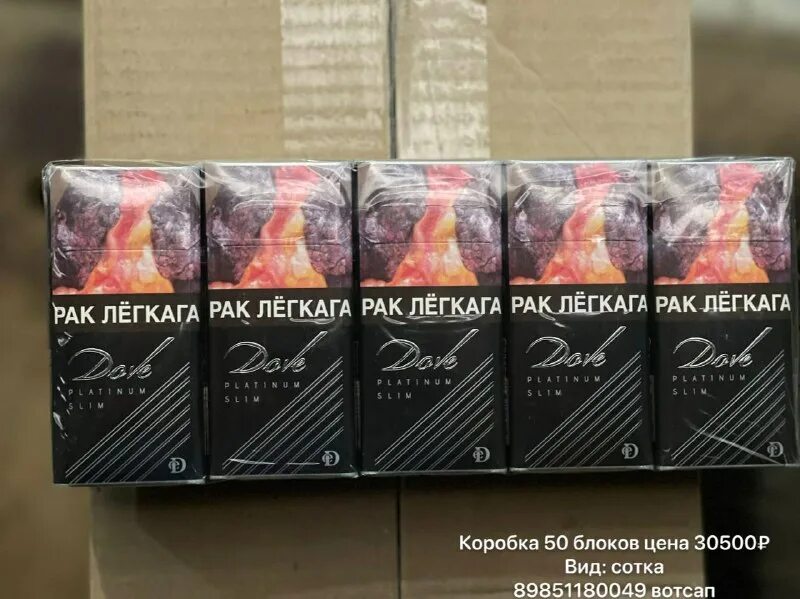 РАК ЛЁГКАГА РАК ЛЁГКАГА РАК ЛЁГКАГА РАК ЛЁГКАГА РАК ЛЁГКАГА
Dove Dove Dove Dove Dove
PLATINUM PLATINUM PLATINUM PLATINUM PLATINUM
SLIM SLIM SLIM SLIM SLIM
D D D D D
Коробка 50 блоков цена 30500₽
Вид: сотка
89851180049 вотсап